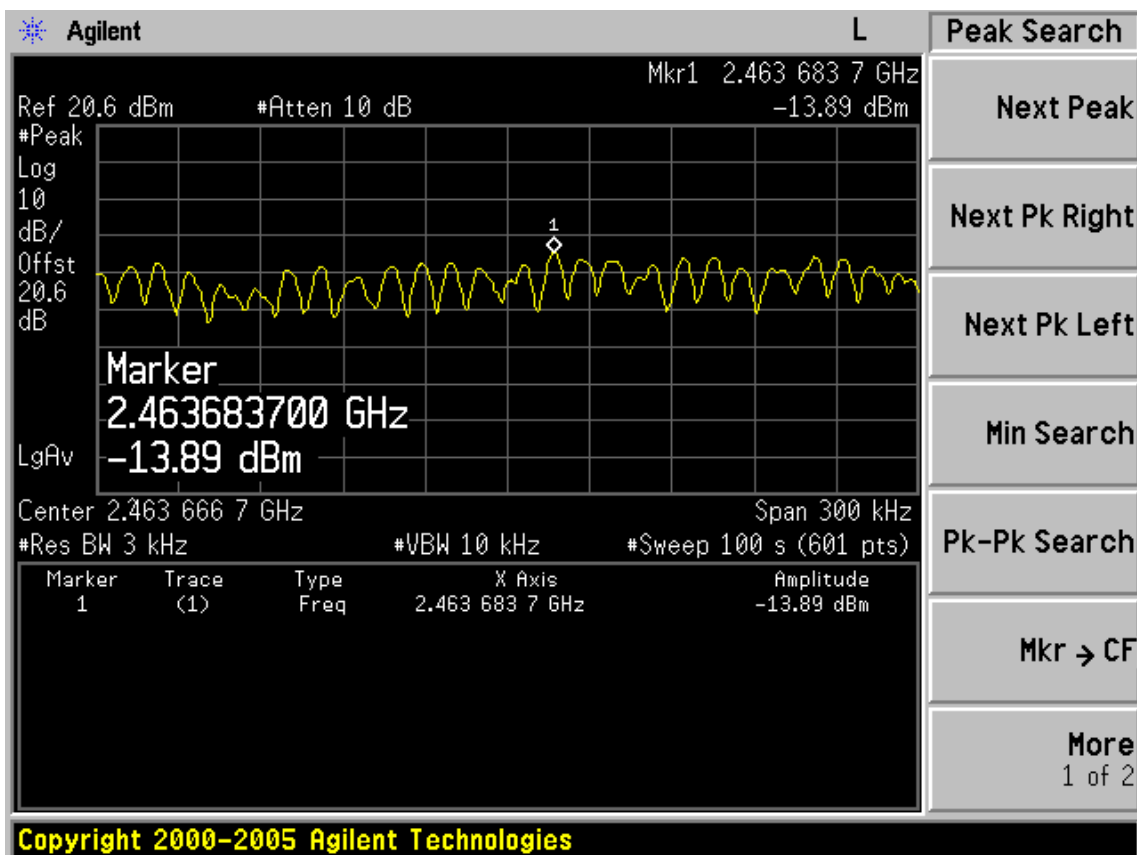 Agilent L Peak Search
Mkr1 2.463 683 7 GHz
Ref 20.6 dBm #Atten 10 dB -13.89 dBm
#Peak
Log
10
dB/
Offst
20.6
dB
1
Marker
2.463683700 GHz
-13.89 dBm
LgAv
Center 2.463 666 7 GHz Span 300 kHz
#Res BW 3 kHz #VBW 10 kHz #Sweep 100 s (601 pts)
Marker Trace Type X Axis Amplitude
1 (1) Freq 2.463 683 7 GHz -13.89 dBm
Next Peak
Next Pk Right
Next Pk Left
Min Search
Pk-Pk Search
Mkr → CF
More
1 of 2
Copyright 2000-2005 Agilent Technologies